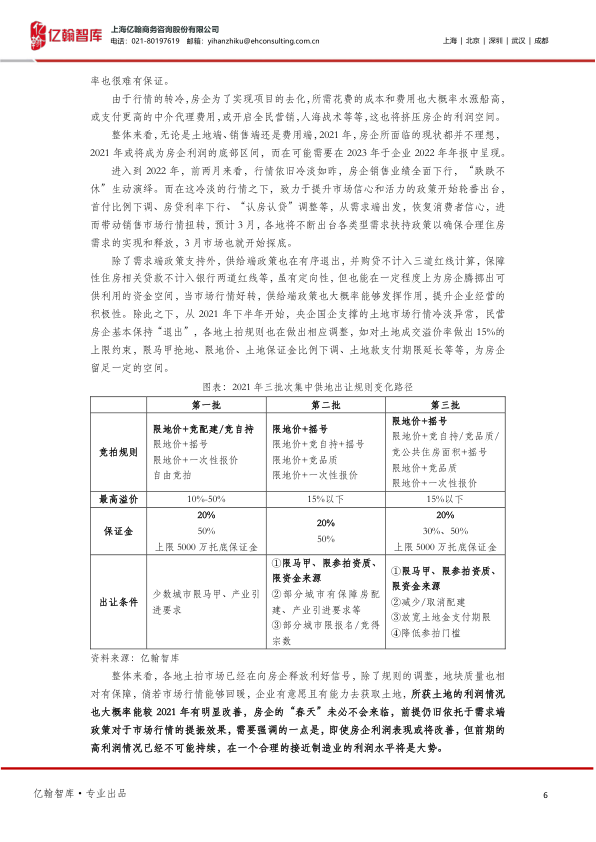 亿翰智库
上海亿翰商务咨询股份有限公司
电话：021-80197619 邮箱：yihanzhiku@ehconsulting.com.cn
上海｜北京｜深圳｜武汉｜成都
率也很难有保证。
由于行情的转冷，房企为了实现项目的去化，所需花费的成本和费用也大概率水涨船高，
或支付更高的中介代理费用，或开启全民营销，人海战术等等，这也将挤压房企的利润空间。
整体来看，无论是土地端、销售端还是费用端，2021 年，房企所面临的现状都并不理想，
2021 年或将成为房企利润的底部区间，而在可能需要在 2023 年于企业 2022 年年报中呈现。
进入到 2022 年，前两月来看，行情依旧冷淡如昨，房企销售业绩全面下行，“跌跌不
休”生动演绎。而在这冷淡的行情之下，致力于提升市场信心和活力的政策开始轮番出台，
首付比例下调、房贷利率下行、“认房认贷”调整等，从需求端出发，恢复消费者信心，进
而带动销售市场行情扭转，预计 3 月，各地将不断出台各类型需求扶持政策以确保合理住房
需求的实现和释放，3 月市场也就开始探底。
除了需求端政策支持外，供给端政策也在有序退出，并购贷不计入三道红线计算，保障
性住房相关贷款不计入银行两道红线等，虽有定向性，但也能在一定程度上为房企腾挪出可
供利用的资金空间，当市场行情好转，供给端政策也大概率能够发挥作用，提升企业经营的
积极性。除此之下，从 2021 年下半年开始，央企国企支撑的土地市场行情冷淡异常，民营
房企基本保持“退出”，各地土拍规则也在做出相应调整，如对土地成交溢价率做出 15%的
上限约束，限马甲抢地、限地价、土地保证金比例下调、土地款支付期限延长等等，为房企
留足一定的空间。
图表：2021 年三批次集中供地出让规则变化路径
第一批 第二批 第三批
竞拍规则
限地价+竞配建/竞自持
限地价+摇号
限地价+一次性报价
自由竞拍
限地价+摇号
限地价+竞自持+摇号
限地价+竞品质
限地价+一次性报价
限地价+摇号
限地价+竞自持/竞品质/
竞公共住房面积+摇号
限地价+竞品质
限地价+一次性报价
最高溢价 10%-50% 15%以下 15%以下
保证金
20%
50%
上限 5000 万托底保证金
20%
50%
20%
30%、50%
上限 5000 万托底保证金
出让条件
少数城市限马甲、产业引
进要求
①限马甲、限参拍资质、
限资金来源
②部分城市有保障房配
建、产业引进要求等
③部分城市限报名/竞得
宗数
①限马甲、限参拍资质、
限资金来源
②减少/取消配建
③放宽土地金支付期限
④降低参拍门槛
资料来源：亿翰智库
整体来看，各地土拍市场已经在向房企释放利好信号，除了规则的调整，地块质量也相
对有保障，倘若市场行情能够回暖，企业有意愿且有能力去获取土地，所获土地的利润情况
也大概率能较 2021 年有明显改善，房企的“春天”未必不会来临，前提仍旧依托于需求端
政策对于市场行情的提振效果，需要强调的一点是，即使房企利润表现或将改善，但前期的
高利润情况已经不可能持续，在一个合理的接近制造业的利润水平将是大势。
亿翰智库·专业出品
6